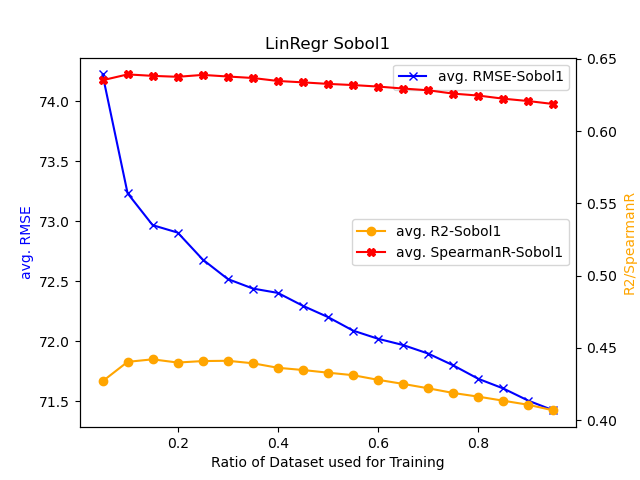 LinRegr Sobol1
avg. RMSE
74.0
73.5
73.0
72.5
72.0
71.5
avg. RMSE-Sobol1
avg. R2-Sobol1
avg. SpearmanR-Sobol1
0.65
0.60
0.55
0.50
0.45
0.40
R2/SpearmanR
0.2 0.4 0.6 0.8
Ratio of Dataset used for Training